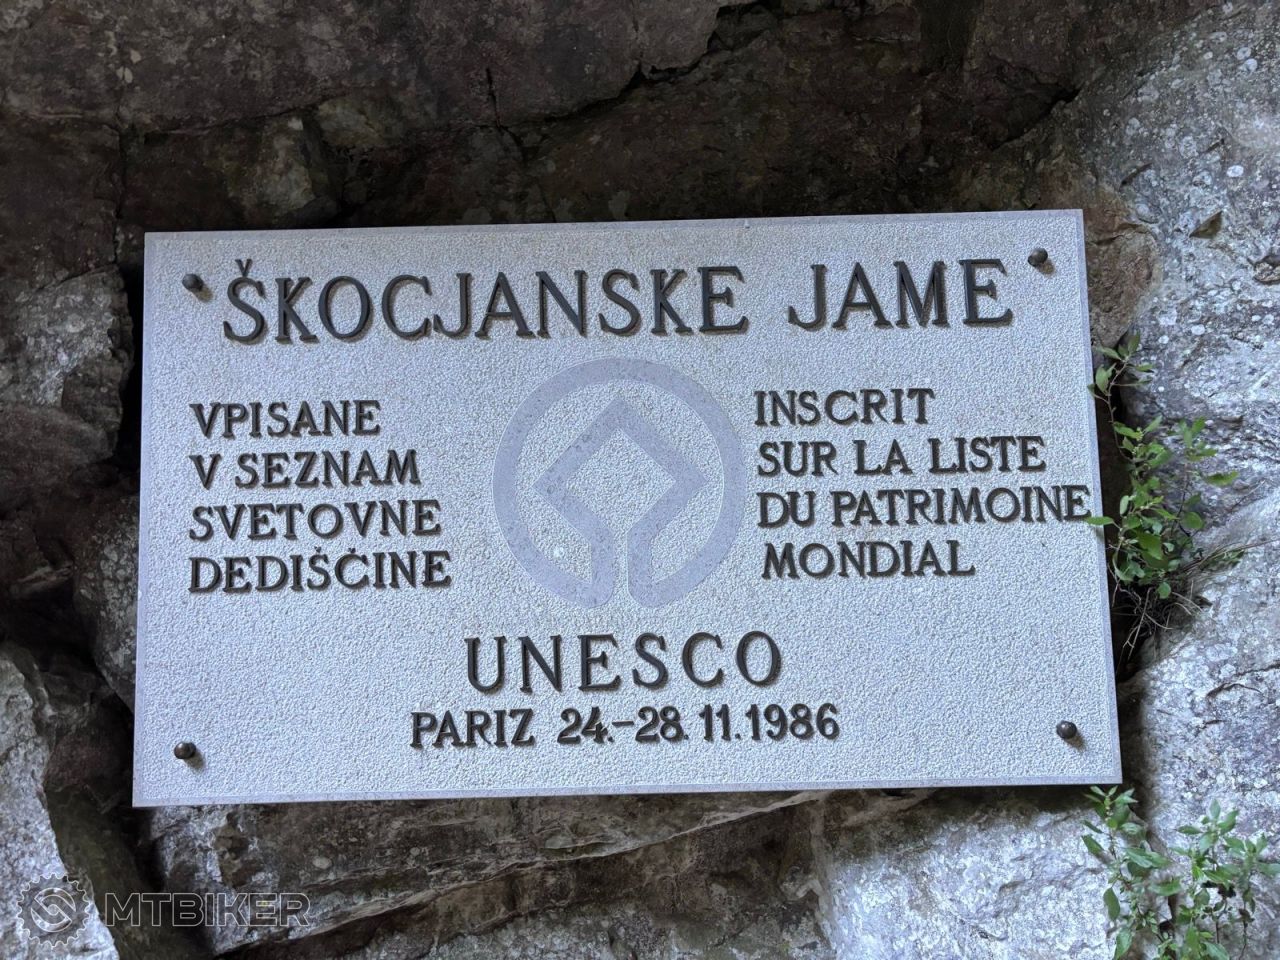 ŠKOCJANSKE JAME
VPISANE
V SEZNAM
SVETOVNE
DEDIŠČINE
INSCRIT
SUR LA LISTE
DU PATRIMOINE
MONDIAL
UNESCO
PARIZ 24.-28.11.1986
MTBIKER